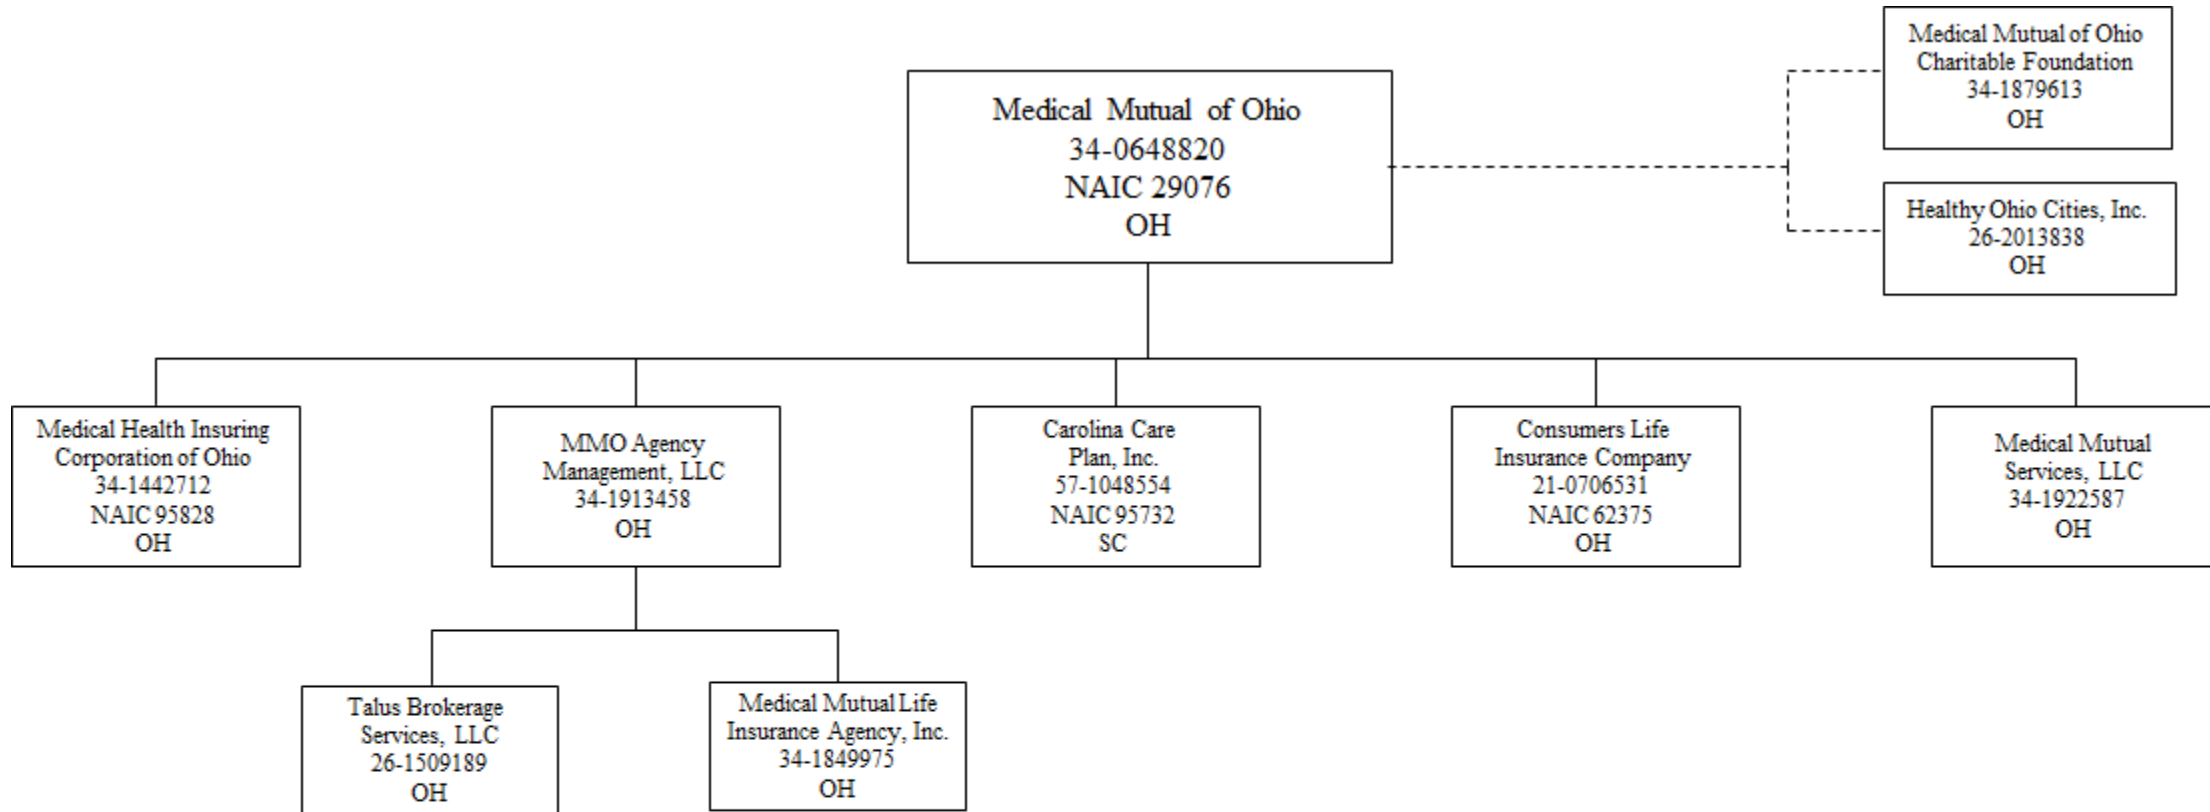 Medical Mutual of Ohio
Charitable Foundation
34-1879613
OH
Medical Mutual of Ohio
34-0648820
NAIC 29076
OH
Healthy Ohio Cities, Inc.
26-2013838
OH
Medical Health Insuring
Corporation of Ohio
34-1442712
NAIC 95828
OH
MMO Agency
Management, LLC
34-1913458
OH
Carolina Care
Plan, Inc.
57-1048554
NAIC 95732
SC
Consumers Life
Insurance Company
21-0706531
NAIC 62375
OH
Medical Mutual
Services, LLC
34-1922587
OH
Talus Brokerage
Services, LLC
26-1509189
OH
Medical Mutual Life
Insurance Agency, Inc.
34-1849975
OH